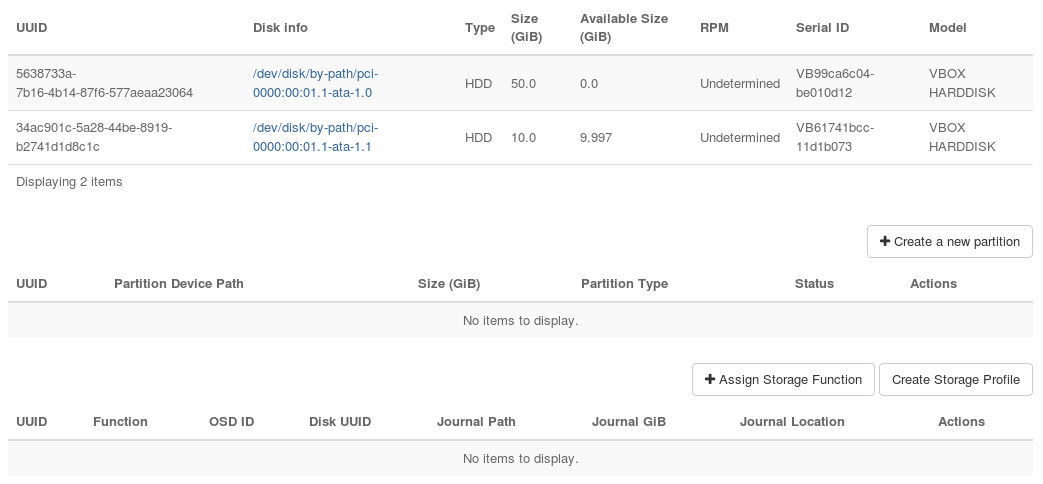 UUID Disk info Type Size (GiB) Available Size (GiB) RPM Serial ID Model
5638733a-7b16-4b14-87f6-577aeaa23064 /dev/disk/by-path/pci-0000:00:01.1-ata-1.0 HDD 50.0 0.0 Undetermined VB99ca6c04-be010d12 VBOX HARDDISK
34ac901c-5a28-44be-8919-b2741d1d8c1c /dev/disk/by-path/pci-0000:00:01.1-ata-1.1 HDD 10.0 9.997 Undetermined VB61741bcc-11d1b073 VBOX HARDDISK
Displaying 2 items
Create a new partition
UUID Partition Device Path Size (GiB) Partition Type Status Actions
No items to display.
Assign Storage Function Create Storage Profile
UUID Function OSD ID Disk UUID Journal Path Journal GiB Journal Location Actions
No items to display.